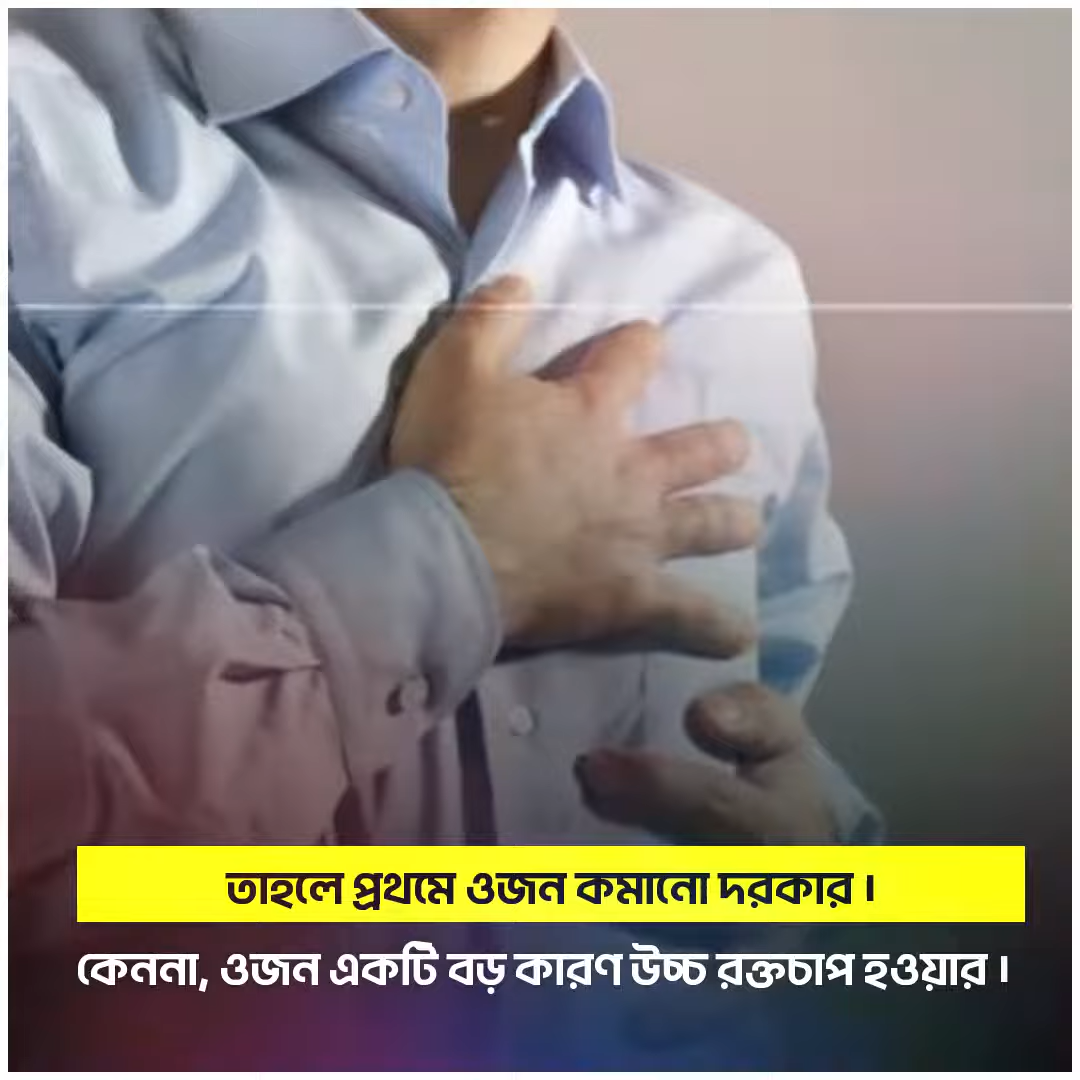 তাহলে প্রথমে ওজন কমানো দরকার।
কেননা, ওজন একটি বড় কারণ উচ্চ রক্তচাপ হওয়ার।